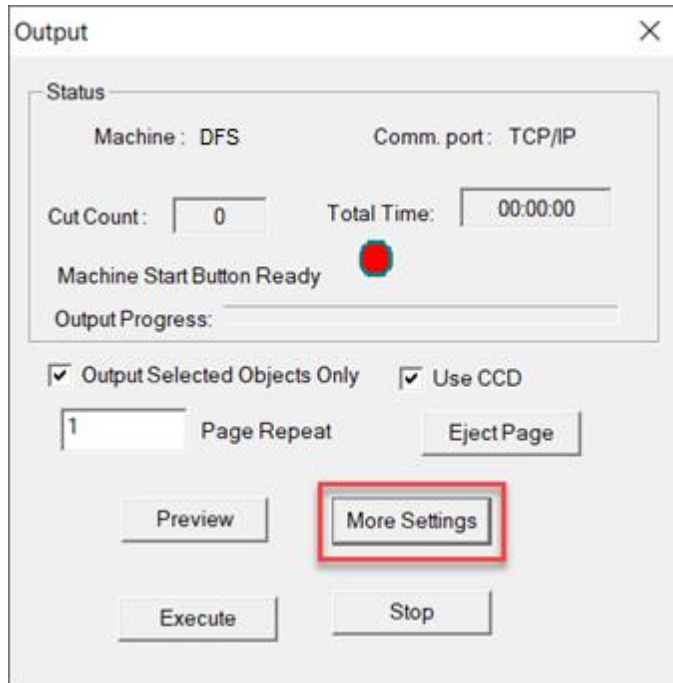 Output
Status
Machine : DFS Comm. port : TCP/IP
Cut Count : 0 Total Time: 00:00:00
Machine Start Button Ready
Output Progress:
Output Selected Objects Only Use CCD
1 Page Repeat Eject Page
Preview More Settings
Execute Stop